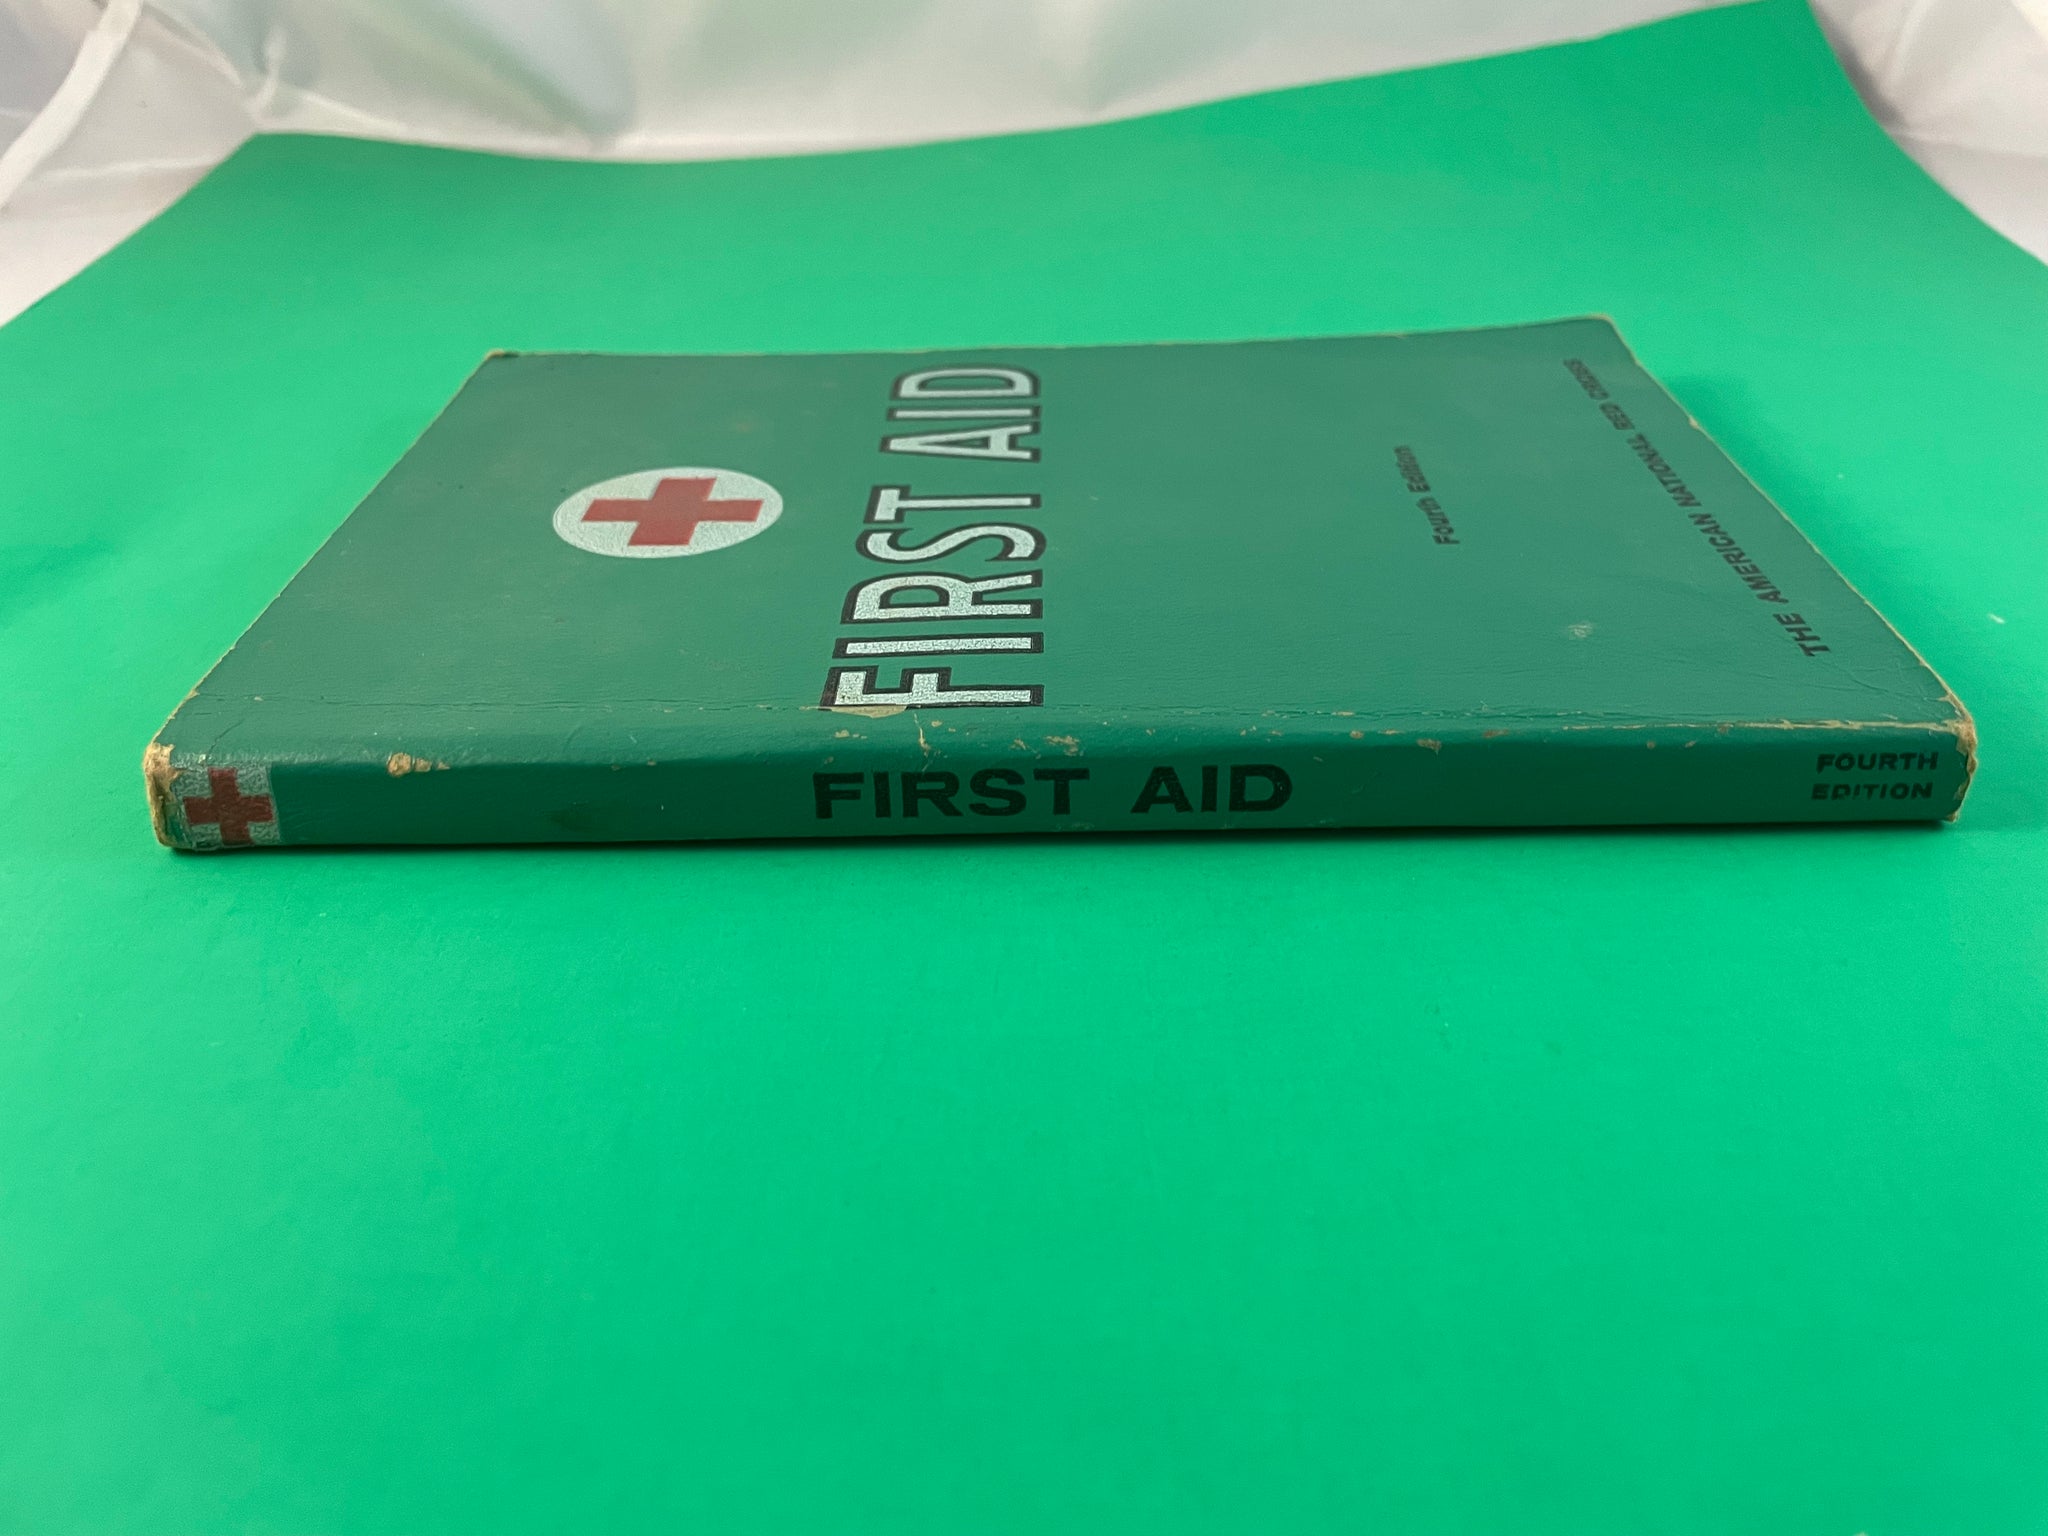 FIRST AID
Fourth Edition
THE AMERICAN NATIONAL RED CROSS
FIRST AID
FOURTH
EDITION